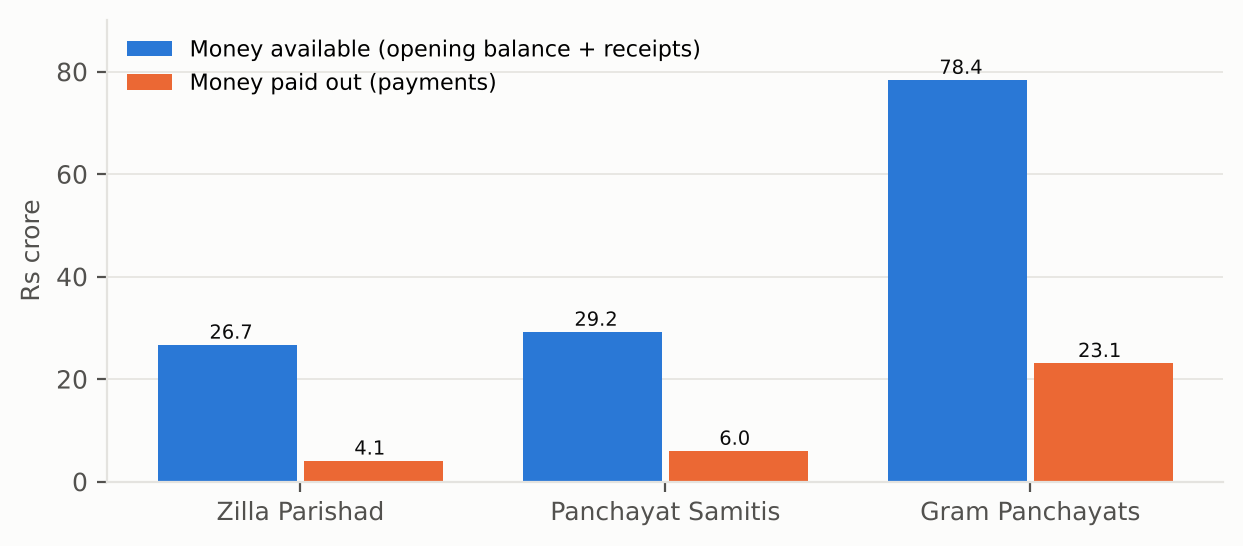 Money available (opening balance + receipts)
Money paid out (payments)
Rs crore
80
60
40
20
0
26.7
4.1
29.2
6.0
78.4
23.1
Zilla Parishad
Panchayat Samitis
Gram Panchayats